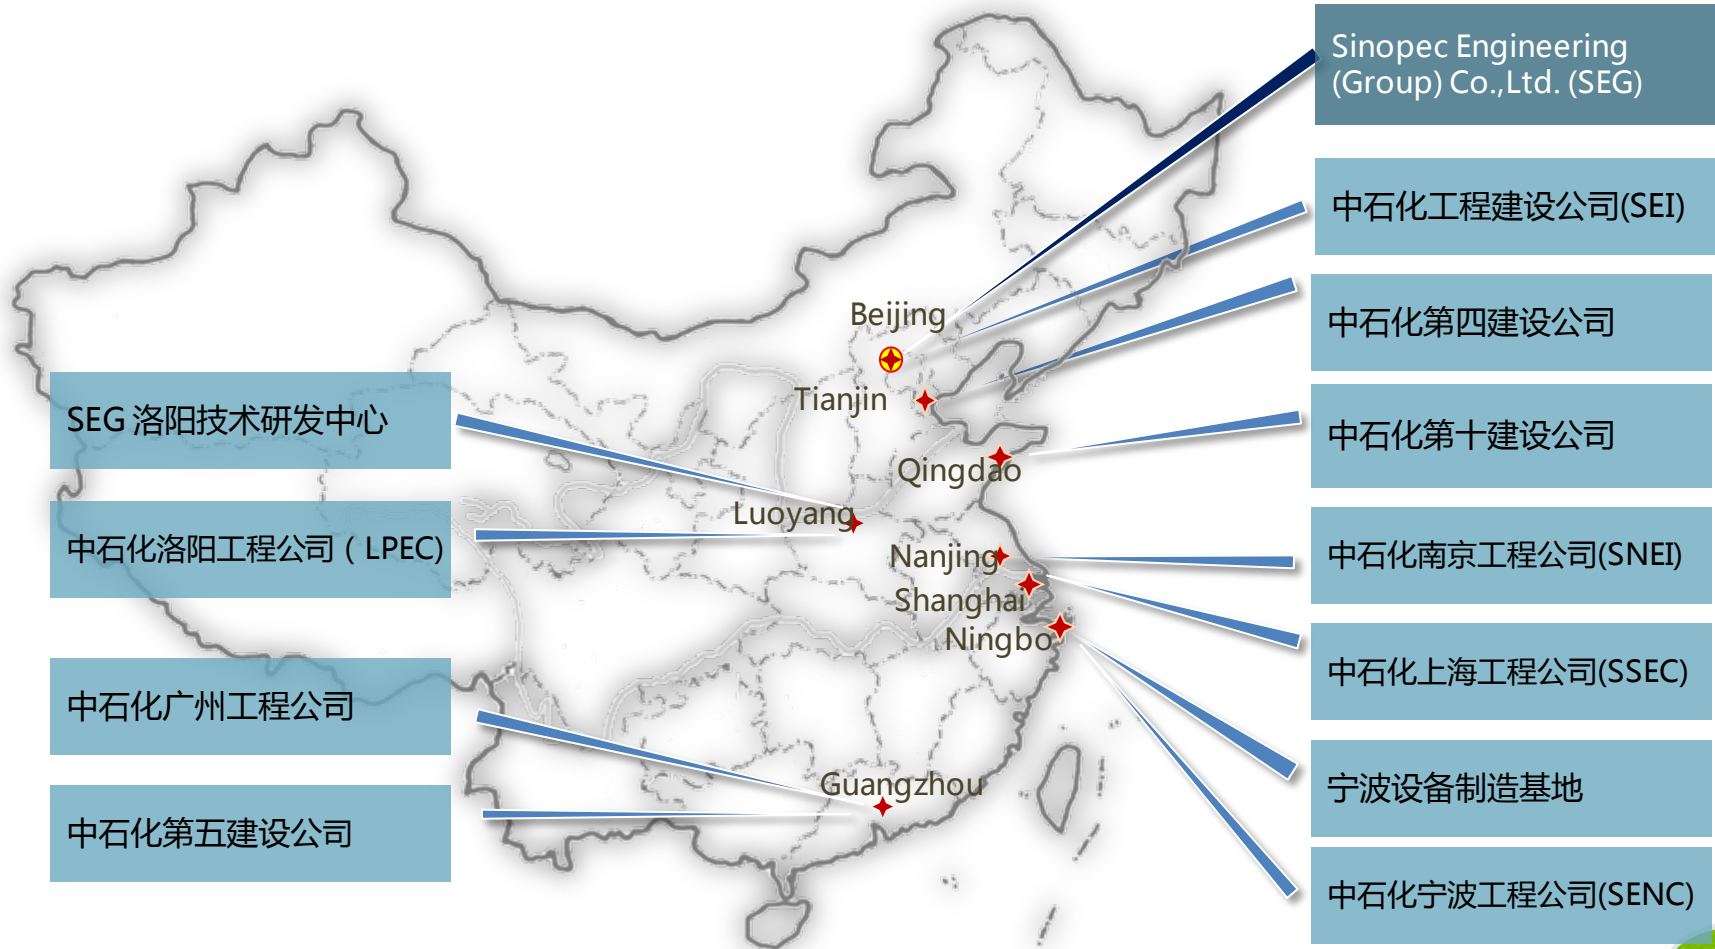 Sinopec Engineering
(Group) Co.,Ltd. (SEG)
中石化工程建设公司(SEI)
中石化第四建设公司
中石化第十建设公司
中石化南京工程公司(SNEI)
中石化上海工程公司(SSEC)
宁波设备制造基地
中石化宁波工程公司(SENC)
Beijing
Tianjin
Qingdao
Luoyang
Nanjing
Shanghai
Ningbo
Guangzhou
SEG 洛阳技术研发中心
中石化洛阳工程公司（LPEC)
中石化广州工程公司
中石化第五建设公司